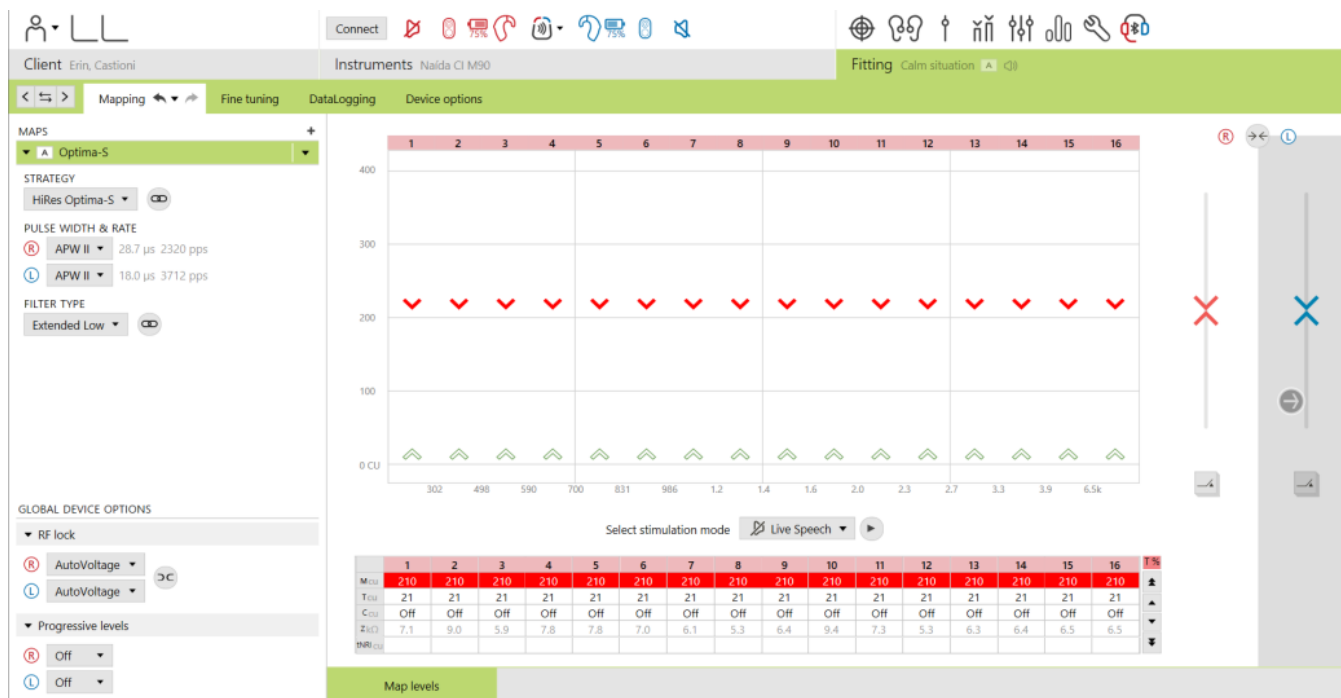 Connect
75%
75%
Client Erin, Castioni
Instruments Naída CI M90
Fitting Calm situation A
Mapping
Fine tuning
DataLogging
Device options
MAPS +
A Optima-S
STRATEGY
HiRes Optima-S
PULSE WIDTH & RATE
R APW II 28.7 µs 2320 pps
L APW II 18.0 µs 3712 pps
FILTER TYPE
Extended Low
GLOBAL DEVICE OPTIONS
RF lock
R AutoVoltage
L AutoVoltage
Progressive levels
R Off
L Off
1 2 3 4 5 6 7 8 9 10 11 12 13 14 15 16
400
300
200
100
0 CU
302 498 590 700 831 986 1.2 1.4 1.6 2.0 2.3 2.7 3.3 3.9 6.5k
R L
Select stimulation mode Live Speech
1 2 3 4 5 6 7 8 9 10 11 12 13 14 15 16 T%
M CU 210 210 210 210 210 210 210 210 210 210 210 210 210 210 210 210
T CU 21 21 21 21 21 21 21 21 21 21 21 21 21 21 21 21
C CU Off Off Off Off Off Off Off Off Off Off Off Off Off Off Off Off
Z kΩ 7.1 9.0 5.9 7.8 7.8 7.0 6.1 5.3 6.4 9.4 7.3 5.3 6.3 6.4 6.5 6.5
tNRI CU
Map levels